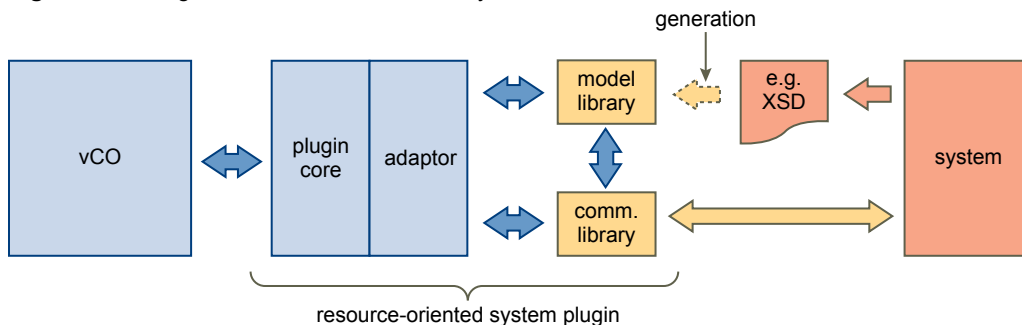 generation
vCO
plugin
core
adaptor
model
library
comm.
library
e.g.
XSD
system
resource-oriented system plugin